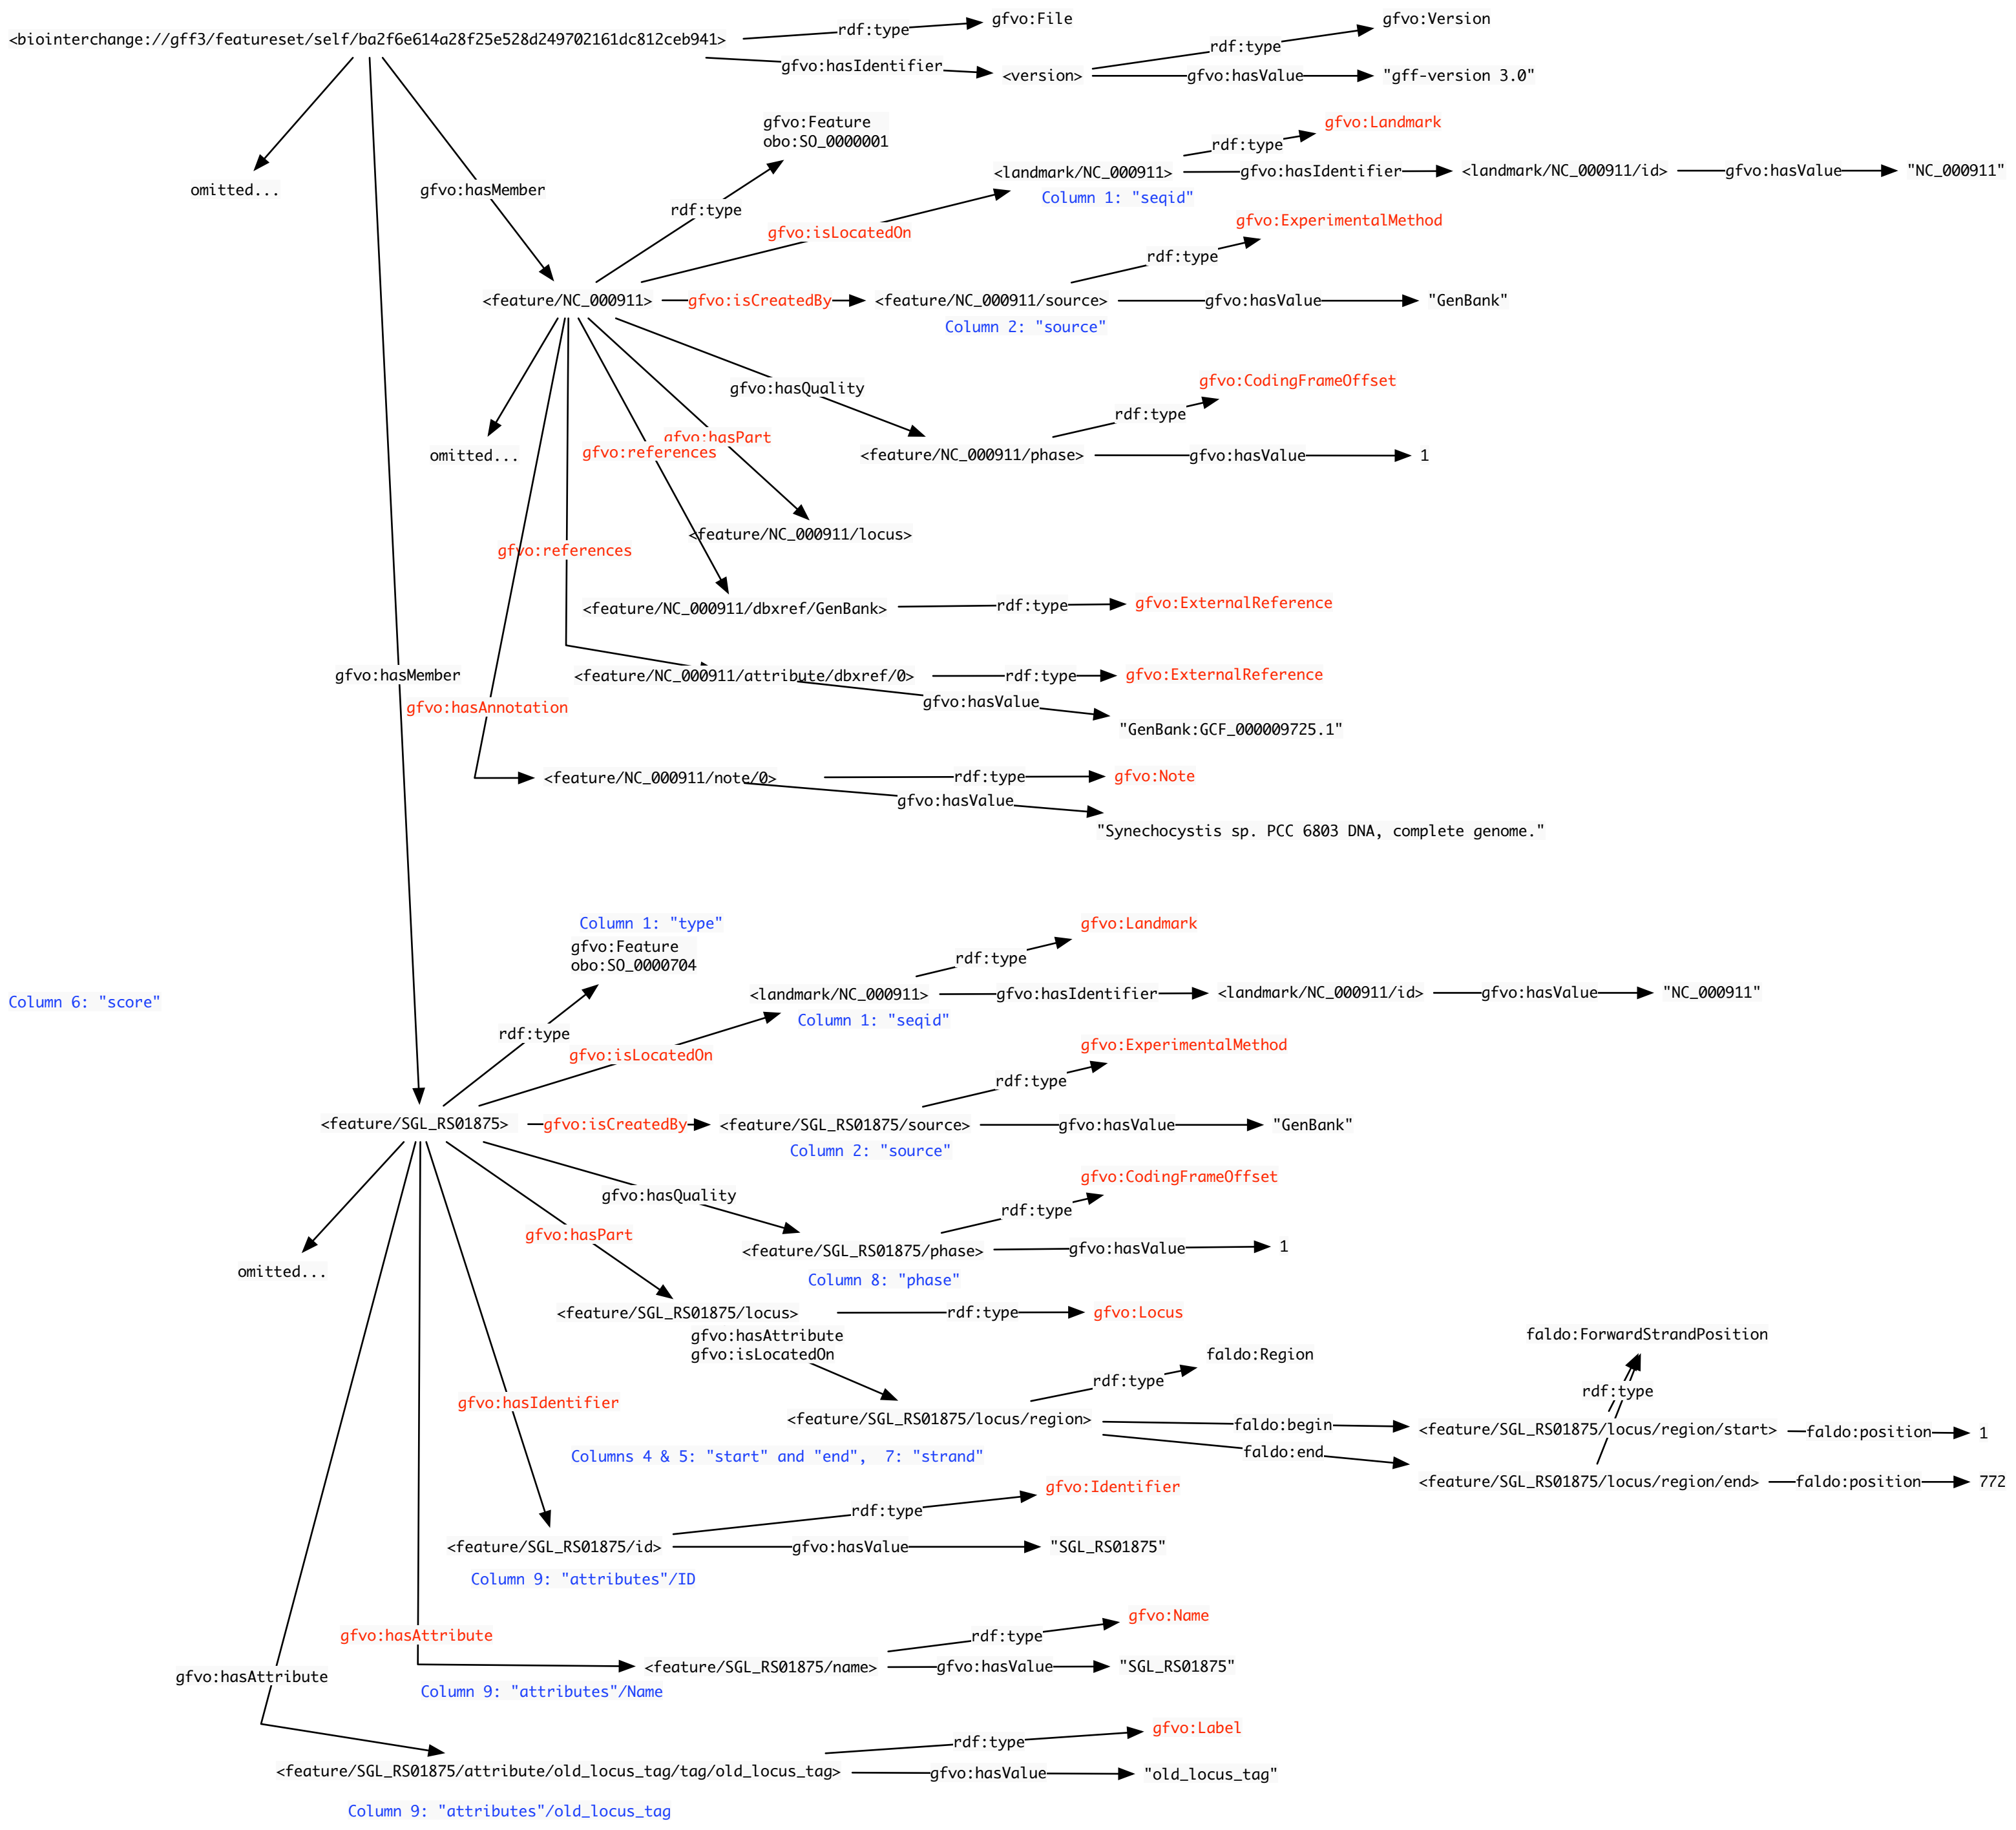 gfvo:File
gfvo:Version
rdf:type
<biointerchange://gff3/featureset/self/ba2f6e614a28f25e528d249702161dc812ceb941>
rdf:type
gfvo:hasIdentifier
<version>
gfvo:hasValue
"gff-version 3.0"
gfvo:Feature
obo:SO_0000001
gfvo:Landmark
rdf:type
omitted...
gfvo:hasMember
<landmark/NC_000911>
gfvo:hasIdentifier
<landmark/NC_000911/id>
gfvo:hasValue
"NC_000911"
Column 1: "seqid"
rdf:type
gfvo:isLocatedOn
gfvo:ExperimentalMethod
rdf:type
<feature/NC_000911>
gfvo:isCreatedBy
<feature/NC_000911/source>
gfvo:hasValue
"GenBank"
Column 2: "source"
gfvo:hasQuality
gfvo:CodingFrameOffset
rdf:type
gfvo:hasPart
omitted...
gfvo:references
<feature/NC_000911/phase>
gfvo:hasValue
1
<feature/NC_000911/locus>
gfvo:references
<feature/NC_000911/dbxref/GenBank>
rdf:type
gfvo:ExternalReference
gfvo:hasMember
<feature/NC_000911/attribute/dbxref/0>
rdf:type
gfvo:ExternalReference
gfvo:hasAnnotation
gfvo:hasValue
"GenBank:GCF_000009725.1"
<feature/NC_000911/note/0>
rdf:type
gfvo:Note
gfvo:hasValue
"Synechocystis sp. PCC 6803 DNA, complete genome."
Column 1: "type"
gfvo:Feature
obo:SO_0000704
gfvo:Landmark
rdf:type
Column 6: "score"
<landmark/NC_000911>
gfvo:hasIdentifier
<landmark/NC_000911/id>
gfvo:hasValue
"NC_000911"
Column 1: "seqid"
rdf:type
gfvo:isLocatedOn
gfvo:ExperimentalMethod
rdf:type
<feature/SGL_RS01875>
gfvo:isCreatedBy
<feature/SGL_RS01875/source>
gfvo:hasValue
"GenBank"
Column 2: "source"
gfvo:hasQuality
gfvo:CodingFrameOffset
rdf:type
gfvo:hasPart
omitted...
<feature/SGL_RS01875/phase>
gfvo:hasValue
1
Column 8: "phase"
<feature/SGL_RS01875/locus>
rdf:type
gfvo:Locus
gfvo:hasAttribute
gfvo:isLocatedOn
faldo:Region
faldo:ForwardStrandPosition
rdf:type
rdf:type
gfvo:hasIdentifier
<feature/SGL_RS01875/locus/region>
faldo:begin
<feature/SGL_RS01875/locus/region/start>
faldo:position
1
Columns 4 & 5: "start" and "end",  7: "strand"
faldo:end
<feature/SGL_RS01875/locus/region/end>
faldo:position
772
gfvo:Identifier
rdf:type
<feature/SGL_RS01875/id>
gfvo:hasValue
"SGL_RS01875"
Column 9: "attributes"/ID
gfvo:hasAttribute
gfvo:Name
rdf:type
<feature/SGL_RS01875/name>
gfvo:hasValue
"SGL_RS01875"
gfvo:hasAttribute
Column 9: "attributes"/Name
gfvo:Label
rdf:type
<feature/SGL_RS01875/attribute/old_locus_tag/tag/old_locus_tag>
gfvo:hasValue
"old_locus_tag"
Column 9: "attributes"/old_locus_tag